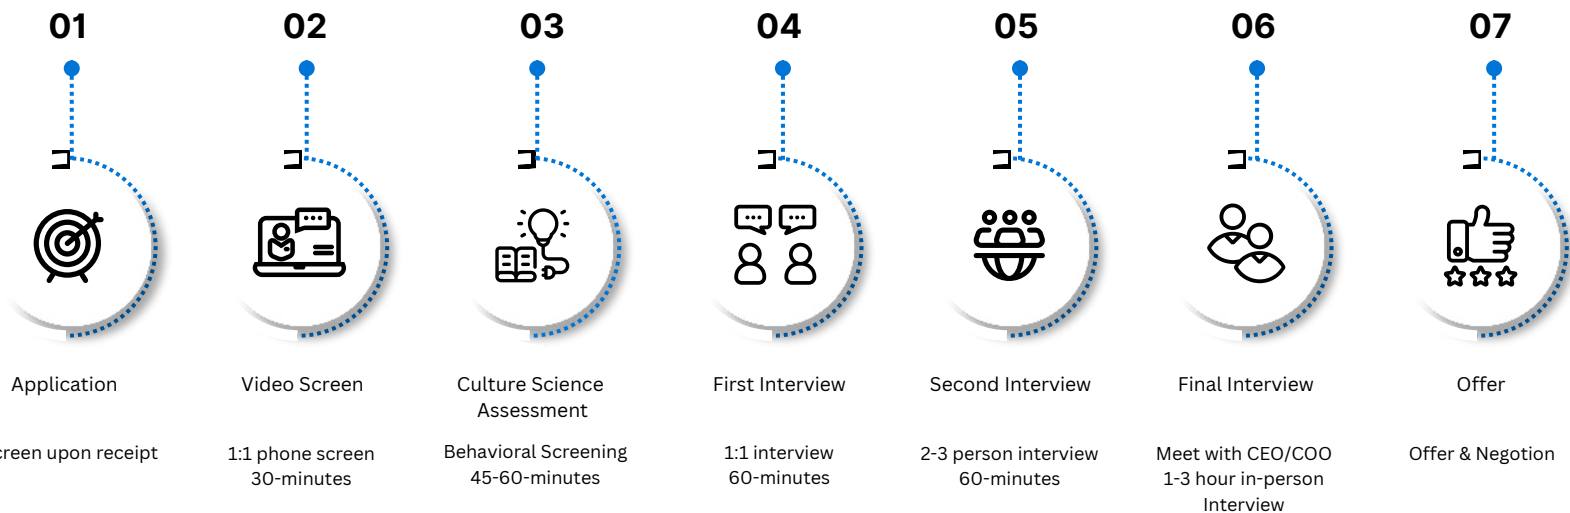 01
02
03
04
05
06
07
Application
creen upon receipt
Video Screen
1:1 phone screen
30-minutes
Culture Science
Assessment
Behavioral Screening
45-60-minutes
First Interview
1:1 interview
60-minutes
Second Interview
2-3 person interview
60-minutes
Final Interview
Meet with CEO/COO
1-3 hour in-person
Interview
Offer
Offer & Negotion